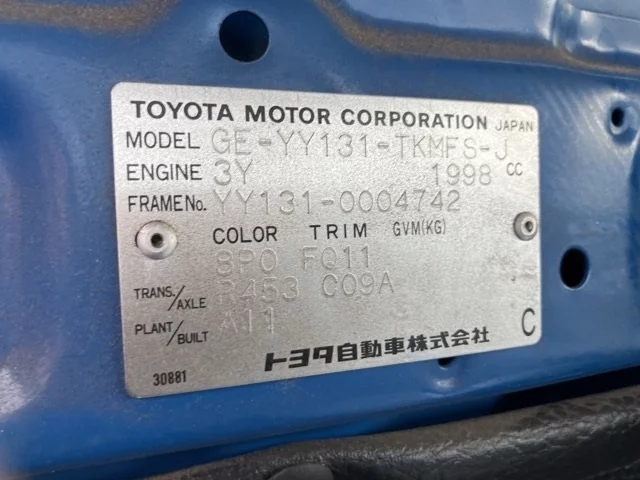 TOYOTA MOTOR CORPORATION JAPAN
MODEL GE-YY131-TKMFS-J
ENGINE 3Y 1998 CC
FRAME No. YY131-0004742
COLOR TRIM GVM(KG)
8P0 FQ11
TRANS./AXLE R453 C09A
PLANT/BUILT A11
C
トヨタ自動車株式会社
30881